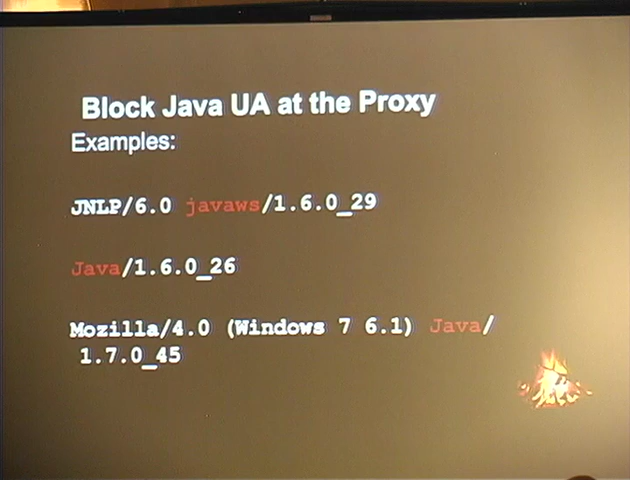 Block Java UA at the Proxy
Examples:
JNLP/6.0 javaws/1.6.0_29
Java/1.6.0_26
Mozilla/4.0 (Windows 7 6.1) Java/
1.7.0_45